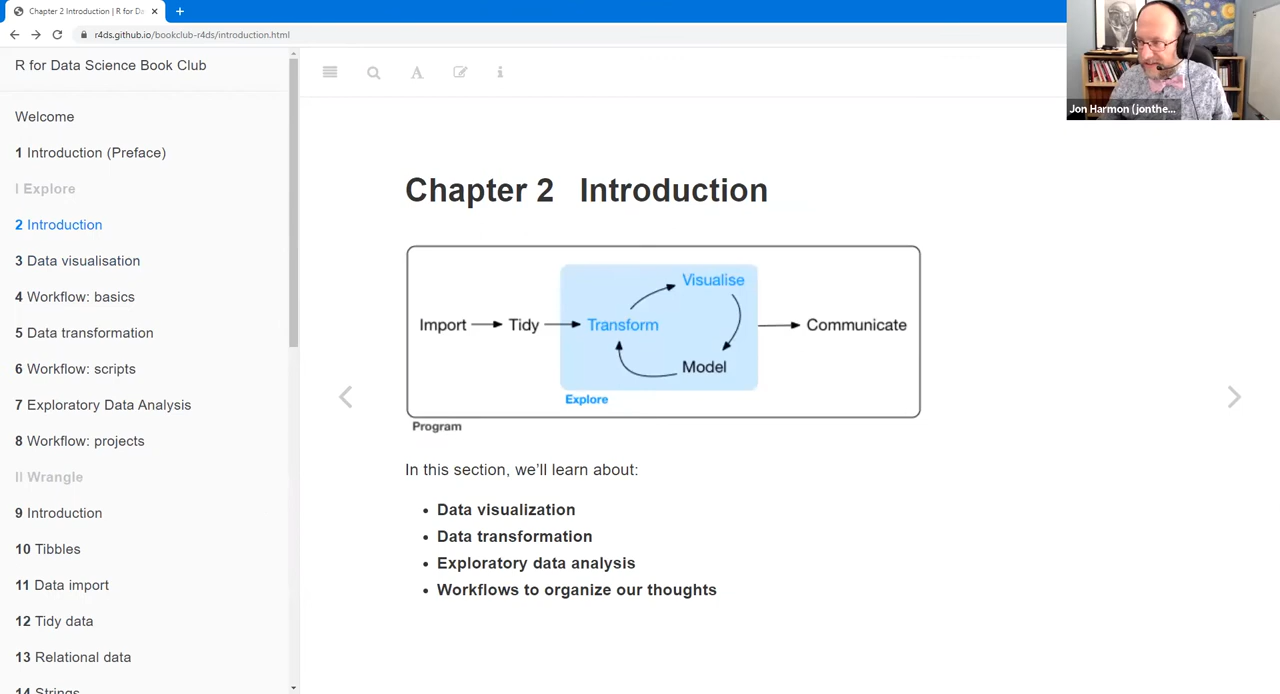 Chapter 2 Introduction | R for Da
r4ds.github.io/bookclub-r4ds/introduction.html
Jon Harmon (jonthe...
R for Data Science Book Club
Welcome
1 Introduction (Preface)
I Explore
2 Introduction
3 Data visualisation
4 Workflow: basics
5 Data transformation
6 Workflow: scripts
7 Exploratory Data Analysis
8 Workflow: projects
II Wrangle
9 Introduction
10 Tibbles
11 Data import
12 Tidy data
13 Relational data
14 Strings
Chapter 2 Introduction
Visualise
Import Tidy Transform Communicate
Model
Explore
Program
In this section, we'll learn about:
• Data visualization
• Data transformation
• Exploratory data analysis
• Workflows to organize our thoughts